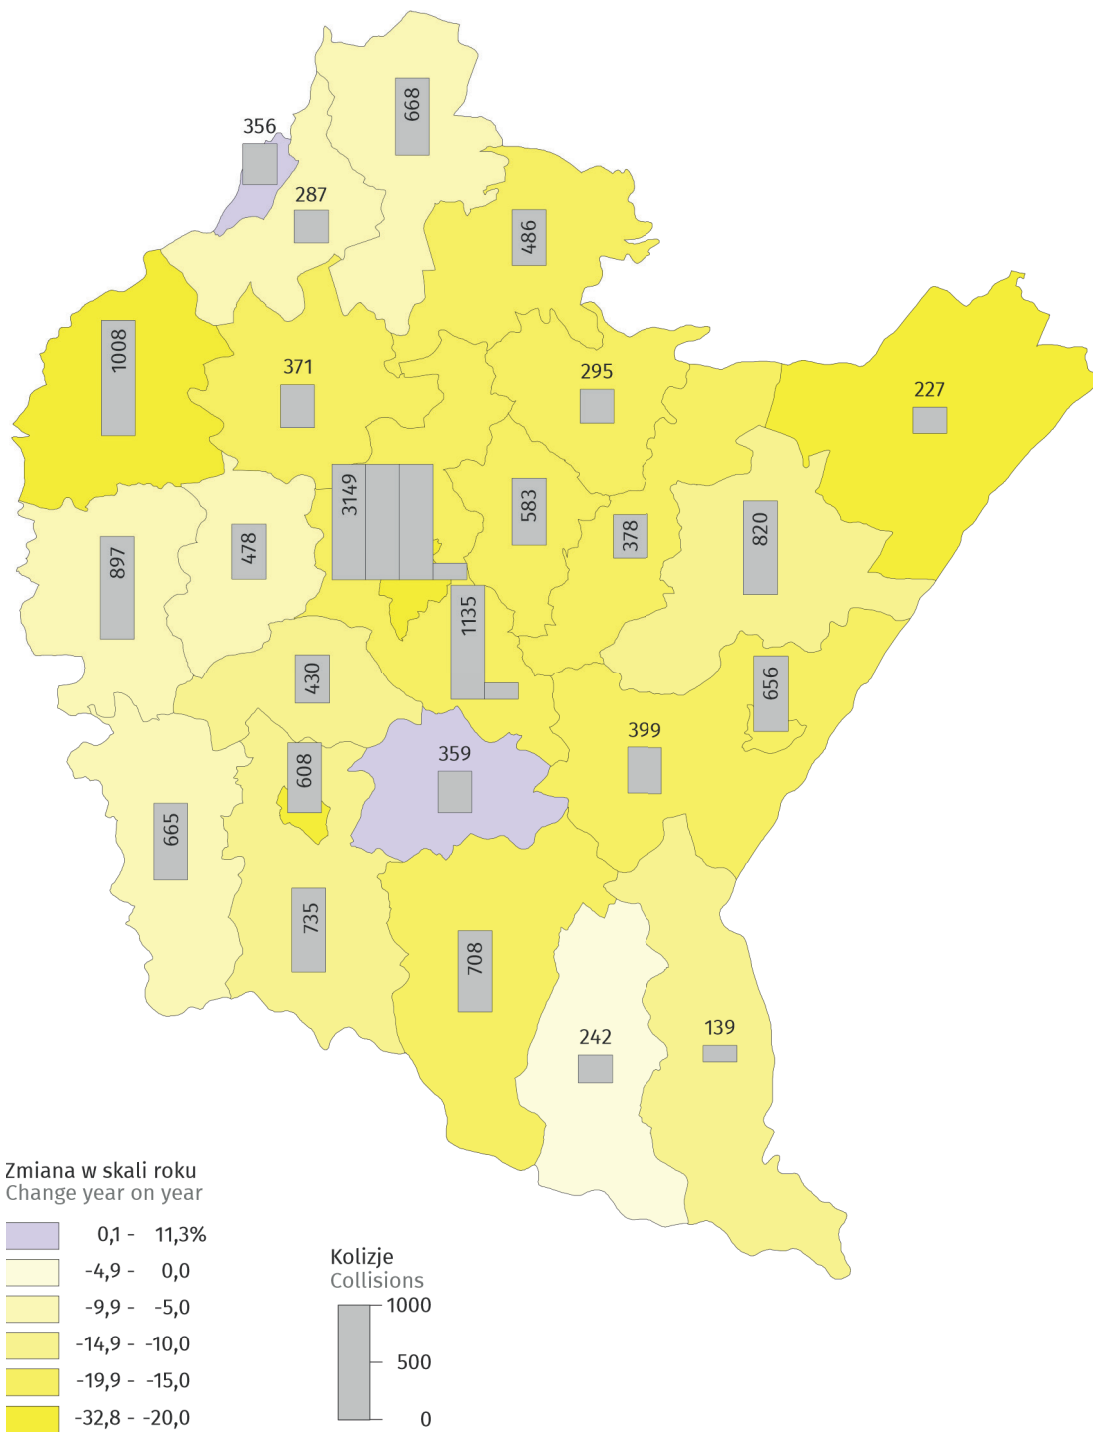 668
356
287
486
1008
371
295
227
3149
583
378
820
897
478
1135
430
656
399
608
359
665
735
708
242
139
Zmiana w skali roku
Change year on year
0,1 - 11,3%
-4,9 - 0,0
-9,9 - -5,0
-14,9 - -10,0
-19,9 - -15,0
-32,8 - -20,0
Kolizje
Collisions
1000
500
0